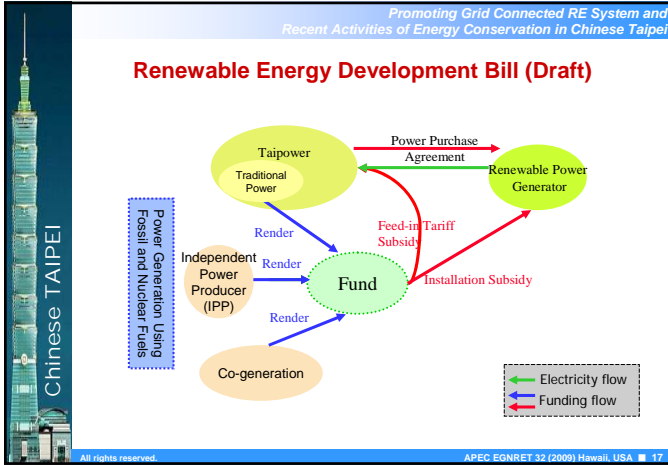 Promoting Grid Connected RE System and
Recent Activities of Energy Conservation in Chinese Taipei
Renewable Energy Development Bill (Draft)
Power Purchase
Agreement
Taipower
Traditional
Power
Renewable Power
Generator
Render
Feed-in Tariff
Subsidy
Power Generation Using
Fossil and Nuclear Fuels
Independent
Power
Producer
(IPP)
Render
Fund
Installation Subsidy
Render
Co-generation
Electricity flow
Funding flow
Chinese TAIPEI
All rights reserved.
APEC EGNRET 32 (2009) Hawaii, USA ■ 17